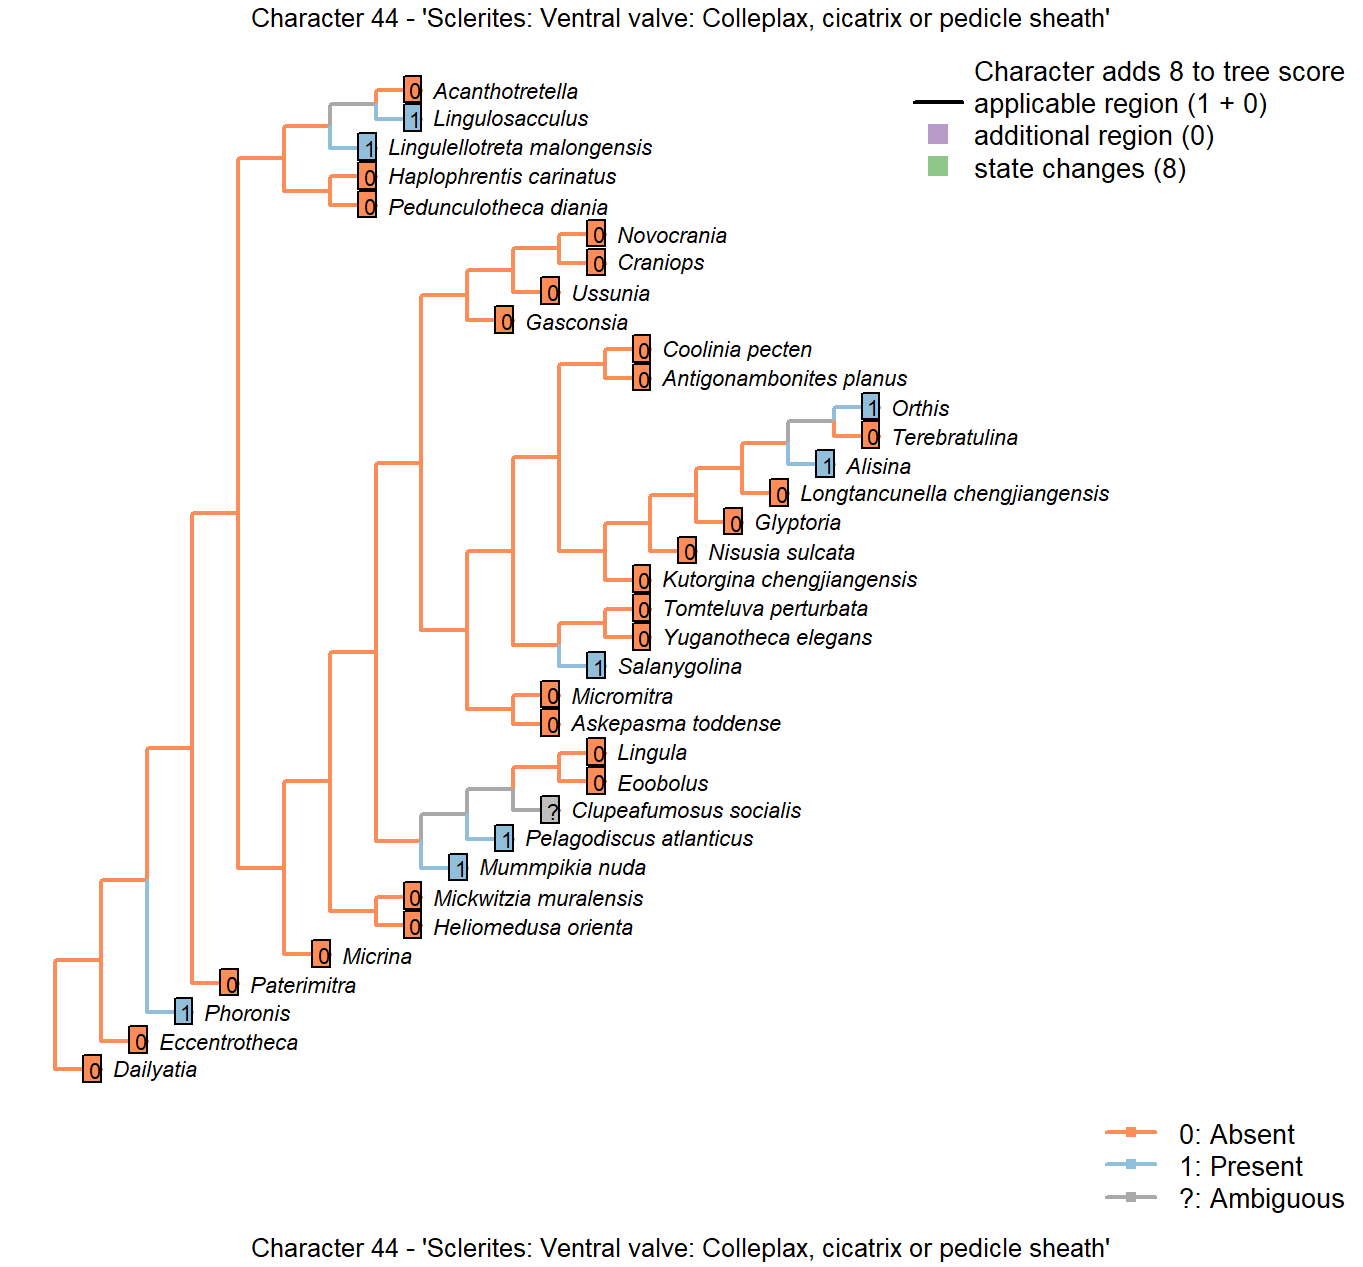 Character 44 - 'Sclerites: Ventral valve: Colleplax, cicatrix or pedicle sheath'
Character adds 8 to tree score
applicable region (1 + 0)
additional region (0)
state changes (8)
0 Acanthotretella
1 Lingulosacculus
1 Lingulellotreta malongensis
0 Haplophrentis carinatus
0 Pedunculotheca diania
0 Novocrania
0 Craniops
0 Ussunia
0 Gasconsia
0 Coolinia pecten
0 Antigonambonites planus
1 Orthis
0 Terebratulina
1 Alisina
0 Longtancunella chengjiangensis
0 Glyptoria
0 Nisusia sulcata
0 Kutorgina chengjiangensis
0 Tomteluva perturbata
0 Yuganotheca elegans
1 Salanygolina
0 Micromitra
0 Askepasma toddense
0 Lingula
0 Eoobolus
? Clupeafumosus socialis
1 Pelagodiscus atlanticus
1 Mummpikia nuda
0 Mickwitzia muralensis
0 Heliomedusa orienta
0 Micrina
0 Paterimitra
1 Phoronis
0 Eccentrotheca
0 Dailyatia
0: Absent
1: Present
?: Ambiguous
Character 44 - 'Sclerites: Ventral valve: Colleplax, cicatrix or pedicle sheath'